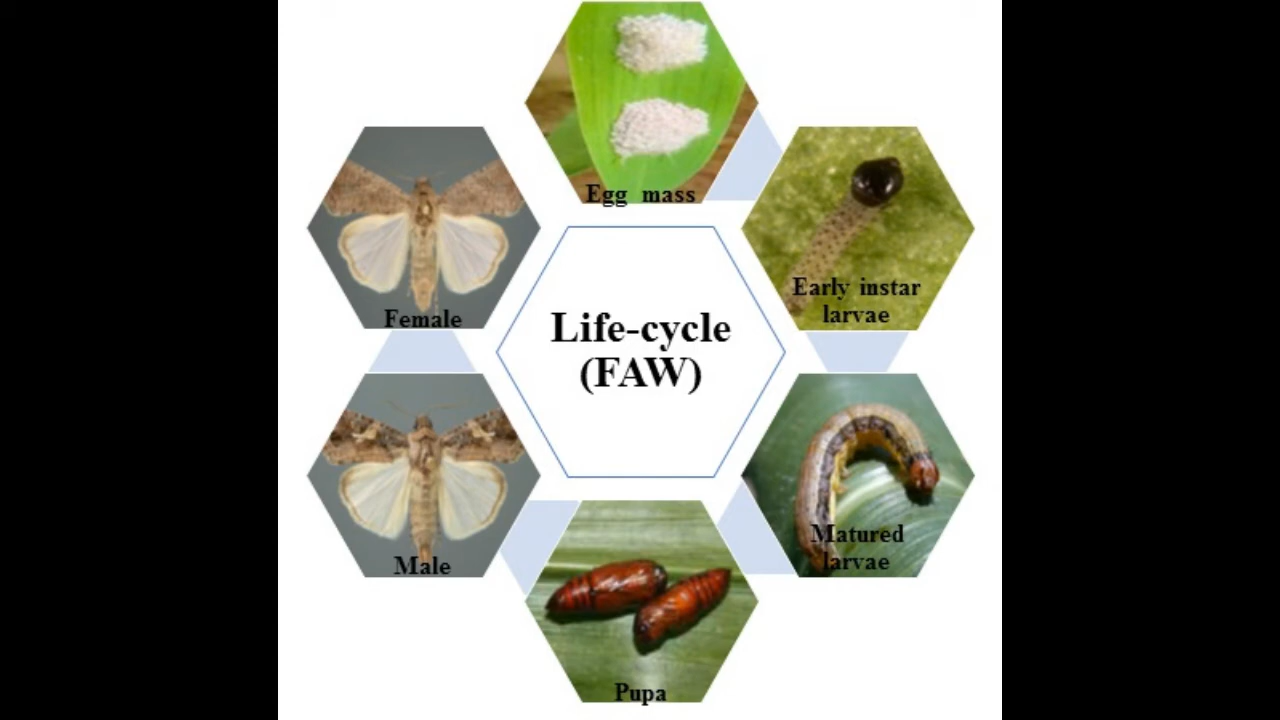 Egg mass
Early instar
larvae
Female
Life-cycle
(FAW)
Matured
larvae
Male
Pupa